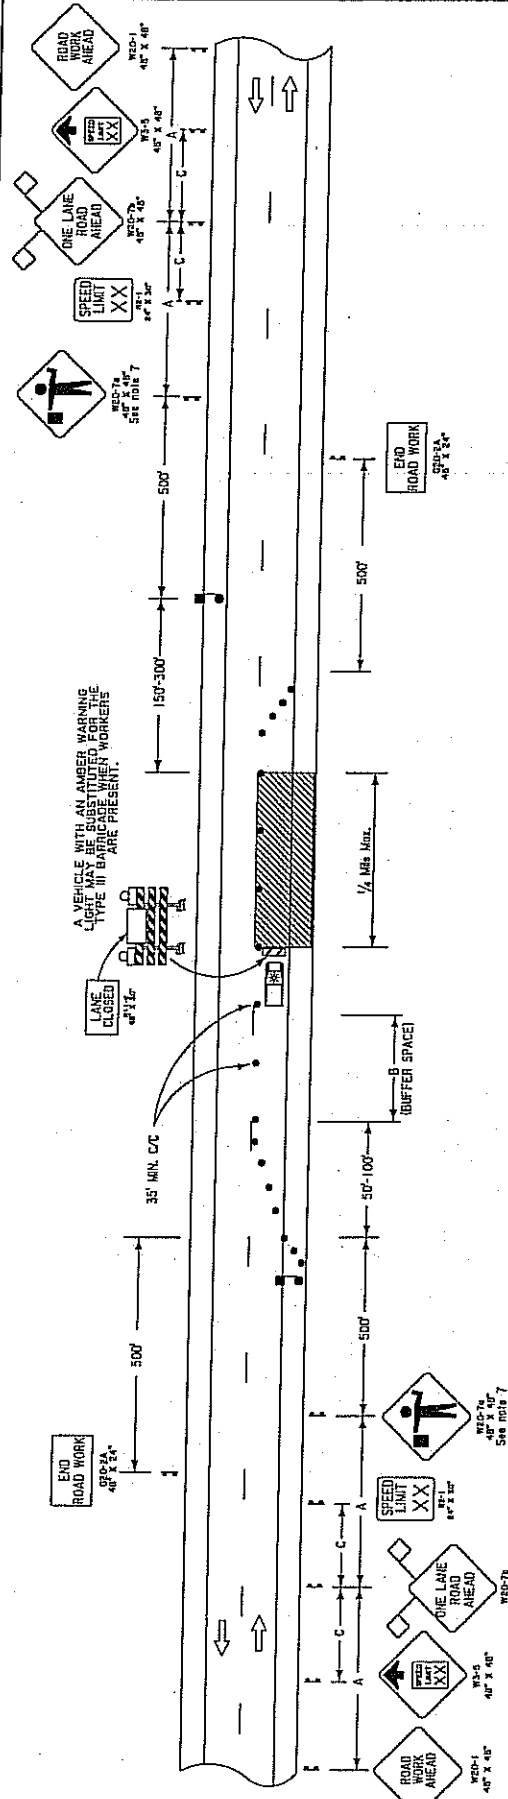 ROAD
WORK
AHEAD
W20-1
48" X 48"
SPEED
LIMIT
XX
W3-5
48" X 48"
ONE LANE
ROAD
AHEAD
W20-7b
48" X 48"
SPEED
LIMIT
XX
R2-1
24" X 30"
W20-7a
48" X 48"
See note 7
A
C
C
A
500'
150'-300'
END
ROAD WORK
G20-2A
48" X 24"
500'
A VEHICLE WITH AN AMBER WARNING
LIGHT MAY BE SUBSTITUTED FOR THE
TYPE III BARRICADE WHEN WORKERS
ARE PRESENT.
LANE
CLOSED
1/4 Mile Max.
35' MIN. C/C
B
(BUFFER SPACE)
50'-100'
500'
500'
END
ROAD WORK
G20-2A
48" X 24"
W20-7a
48" X 48"
See note 7
SPEED
LIMIT
XX
R2-1
24" X 30"
A
C
C
A
ONE LANE
ROAD
AHEAD
W20-7b
SPEED
LIMIT
XX
W3-5
48" X 48"
ROAD
WORK
AHEAD
W20-1
48" X 48"